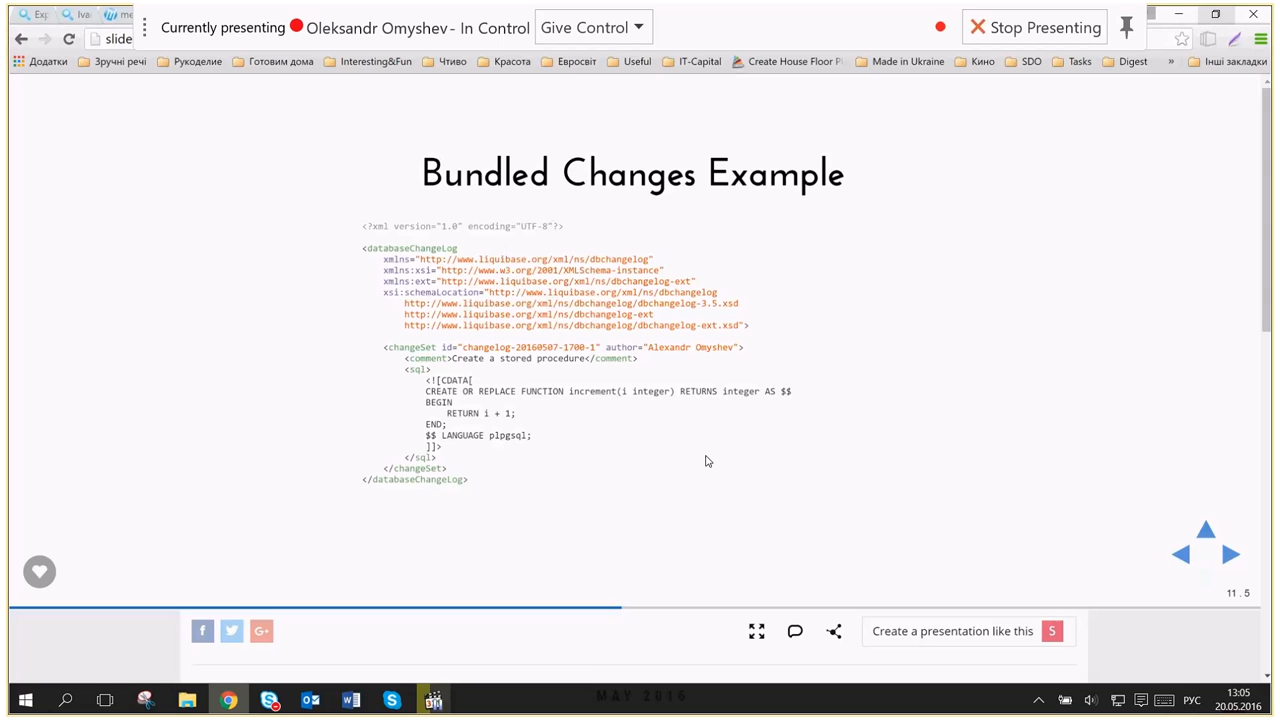 Exp
Ivan
me
Currently presenting Oleksandr Omyshev - In Control Give Control Stop Presenting
slide
Додатки Зручні речі Рукоделие Готовим дома Interesting&Fun Чтиво Красота Евросвіт Useful IT-Capital Create House Floor Made in Ukraine Кино SDO Tasks Digest » Інші закладки
Bundled Changes Example
<?xml version="1.0" encoding="UTF-8"?>
<databaseChangeLog
xmlns="http://www.liquibase.org/xml/ns/dbchangelog"
xmlns:xsi="http://www.w3.org/2001/XMLSchema-instance"
xmlns:ext="http://www.liquibase.org/xml/ns/dbchangelog-ext"
xsi:schemaLocation="http://www.liquibase.org/xml/ns/dbchangelog
http://www.liquibase.org/xml/ns/dbchangelog/dbchangelog-3.5.xsd
http://www.liquibase.org/xml/ns/dbchangelog-ext
http://www.liquibase.org/xml/ns/dbchangelog/dbchangelog-ext.xsd">
<changeSet id="changelog-20160507-1700-1" author="Alexandr Omyshev">
<comment>Create a stored procedure</comment>
<sql>
<![CDATA[
CREATE OR REPLACE FUNCTION increment(i integer) RETURNS integer AS $$
BEGIN
RETURN i + 1;
END;
$$ LANGUAGE plpgsql;
]]>
</sql>
</changeSet>
</databaseChangeLog>
11.5
f G+ Create a presentation like this S
MAY 2016
РУС
13:05
20.05.2016